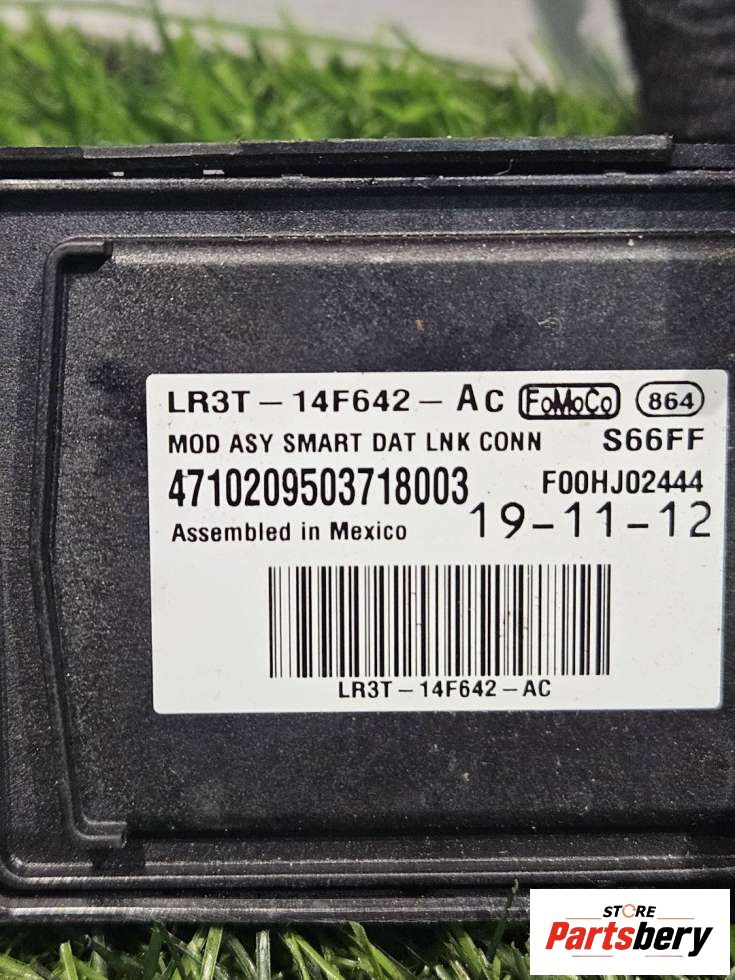 LR3T-14F642-AC FoMoCo 864
MOD ASY SMART DAT LNK CONN S66FF
4710209503718003 F00HJ02444
Assembled in Mexico 19-11-12
LR3T-14F642-AC
STORE
Partsbery